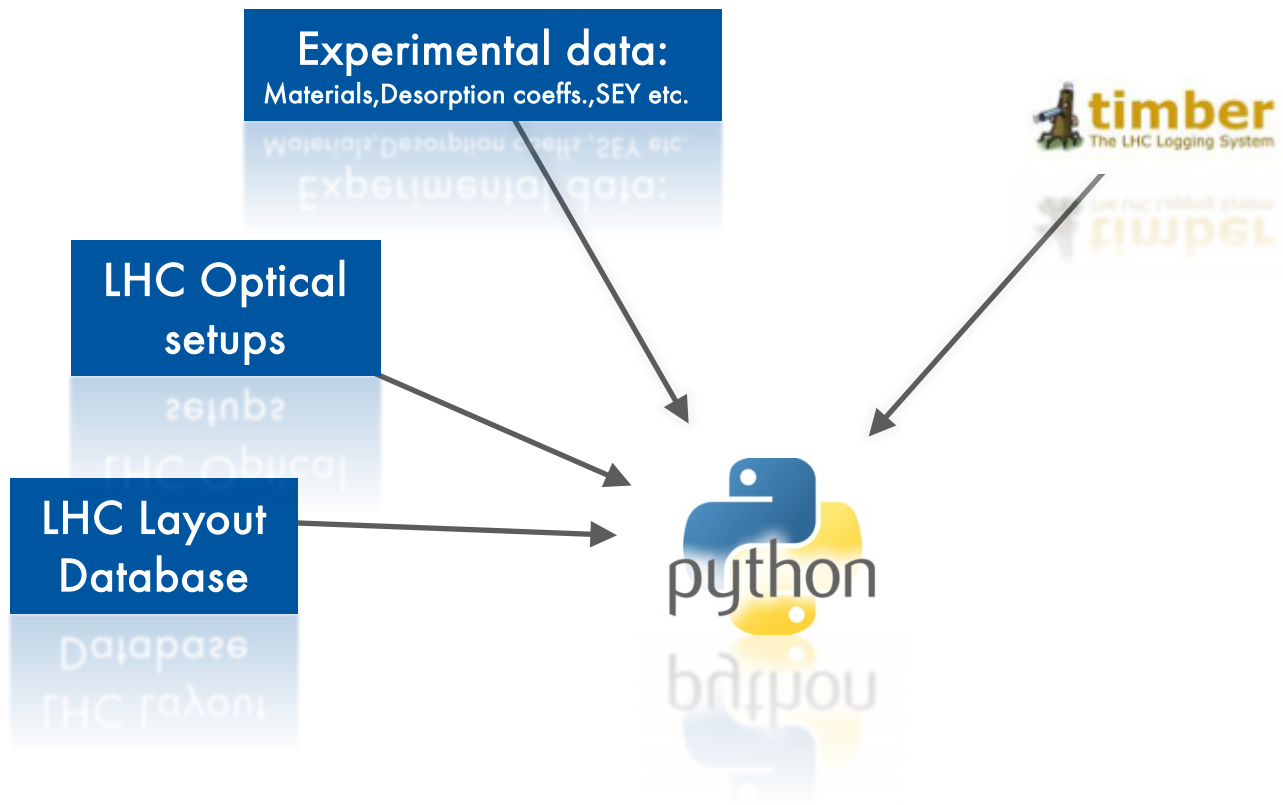 Experimental data:
Materials,Desorption coeffs.,SEY etc.
timber
The LHC Logging System
LHC Optical
setups
LHC Layout
Database
python